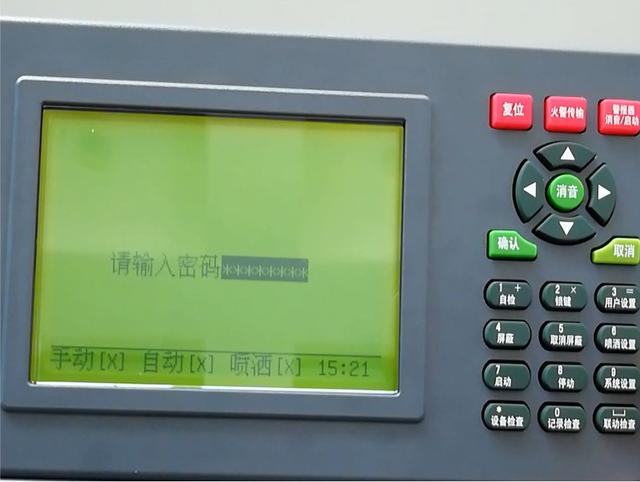 请输入密码********
手动[X] 自动[X] 喷洒[X] 15:21
复位 火警传输 警报器消音/启动
消音
确认 取消
1 + 自检 2 × 锁键 3 = 用户设置
4 屏蔽 5 取消屏蔽 6 喷洒设置
7 启动 8 停动 9 系统设置
* 设备检查 0 记录检查 联动检查